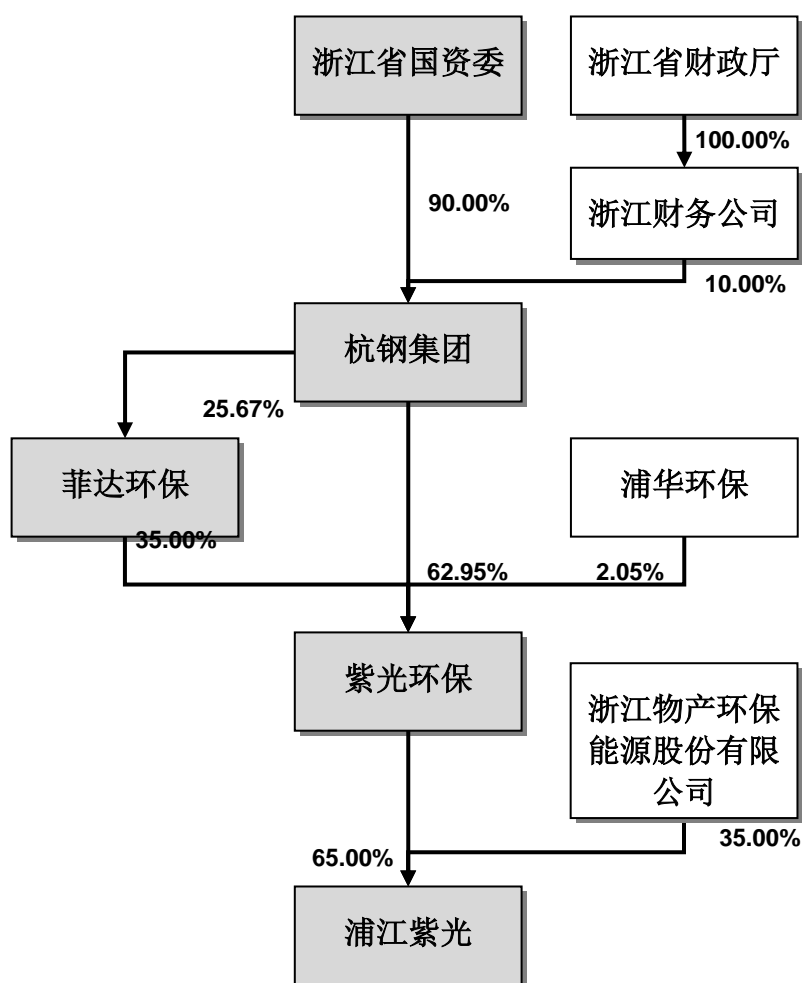 浙江省国资委
浙江省财政厅
100.00%
90.00%
浙江财务公司
10.00%
杭钢集团
25.67%
菲达环保
浦华环保
35.00%
62.95%
2.05%
紫光环保
浙江物产环保
能源股份有限
公司
35.00%
65.00%
浦江紫光